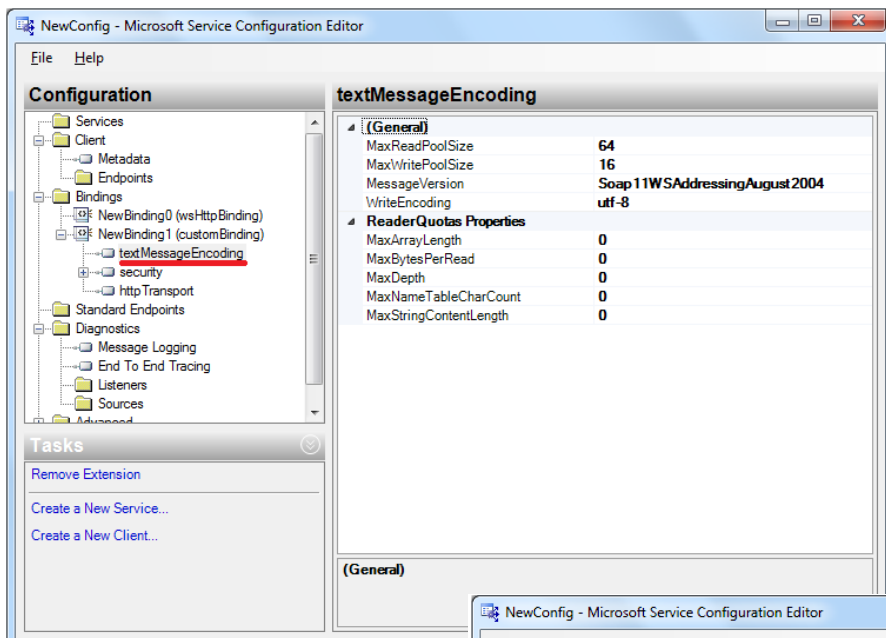 NewConfig - Microsoft Service Configuration Editor
File Help
Configuration
Services
Client
Metadata
Endpoints
Bindings
NewBinding0 (wsHttpBinding)
NewBinding1 (customBinding)
textMessageEncoding
security
httpTransport
Standard Endpoints
Diagnostics
Message Logging
End To End Tracing
Listeners
Sources
Advanced
Tasks
Remove Extension
Create a New Service...
Create a New Client...
textMessageEncoding
(General)
MaxReadPoolSize 64
MaxWritePoolSize 16
MessageVersion Soap11WSAddressingAugust2004
WriteEncoding utf-8
ReaderQuotas Properties
MaxArrayLength 0
MaxBytesPerRead 0
MaxDepth 0
MaxNameTableCharCount 0
MaxStringContentLength 0
(General)
NewConfig - Microsoft Service Configuration Editor